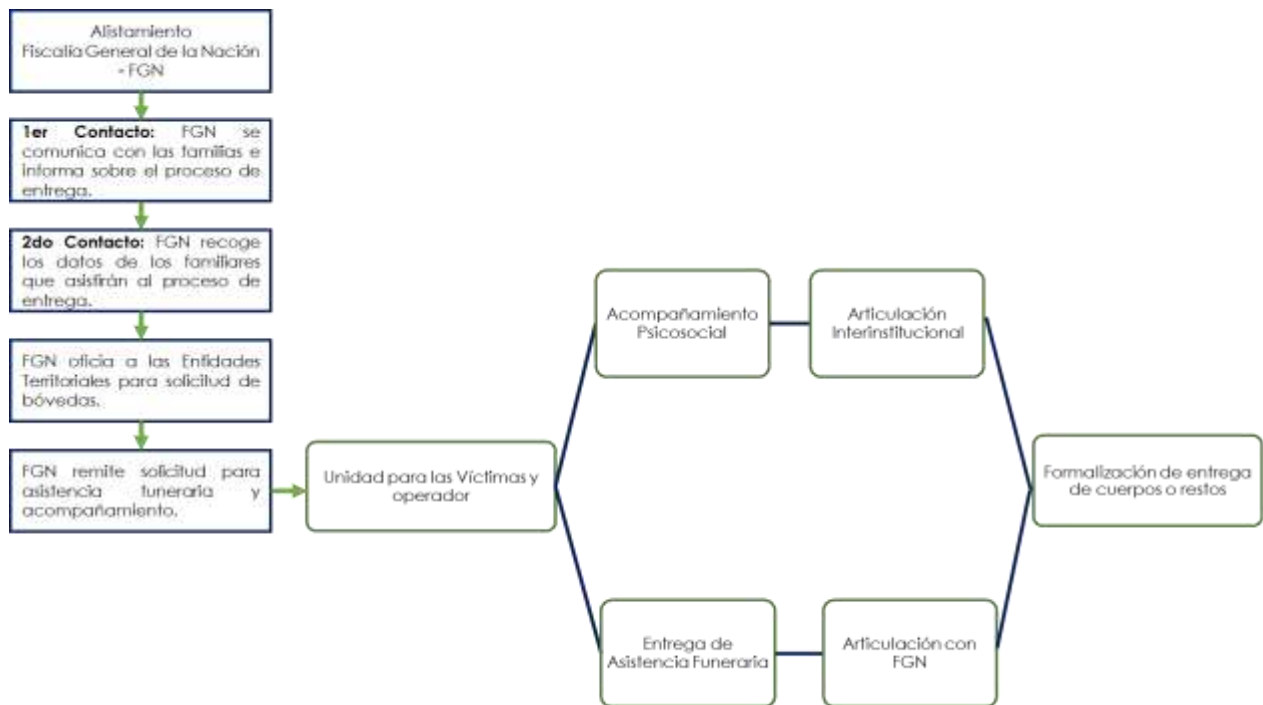 Alistamiento
Fiscalía General de la Nación
- FGN
1er Contacto: FGN se
comunica con las familias e
informa sobre el proceso de
entrega.
2do Contacto: FGN recoge
los datos de los familiares
que asistirán al proceso de
entrega.
FGN oficia a las Entidades
Territoriales para solicitud de
bóvedas.
FGN remite solicitud para
asistencia funeraria y
acompañamiento.
Unidad para las Víctimas y
operador
Acompañamiento
Psicosocial
Articulación
Interinstitucional
Entrega de
Asistencia Funeraria
Articulación con
FGN
Formalización de entrega
de cuerpos o restos